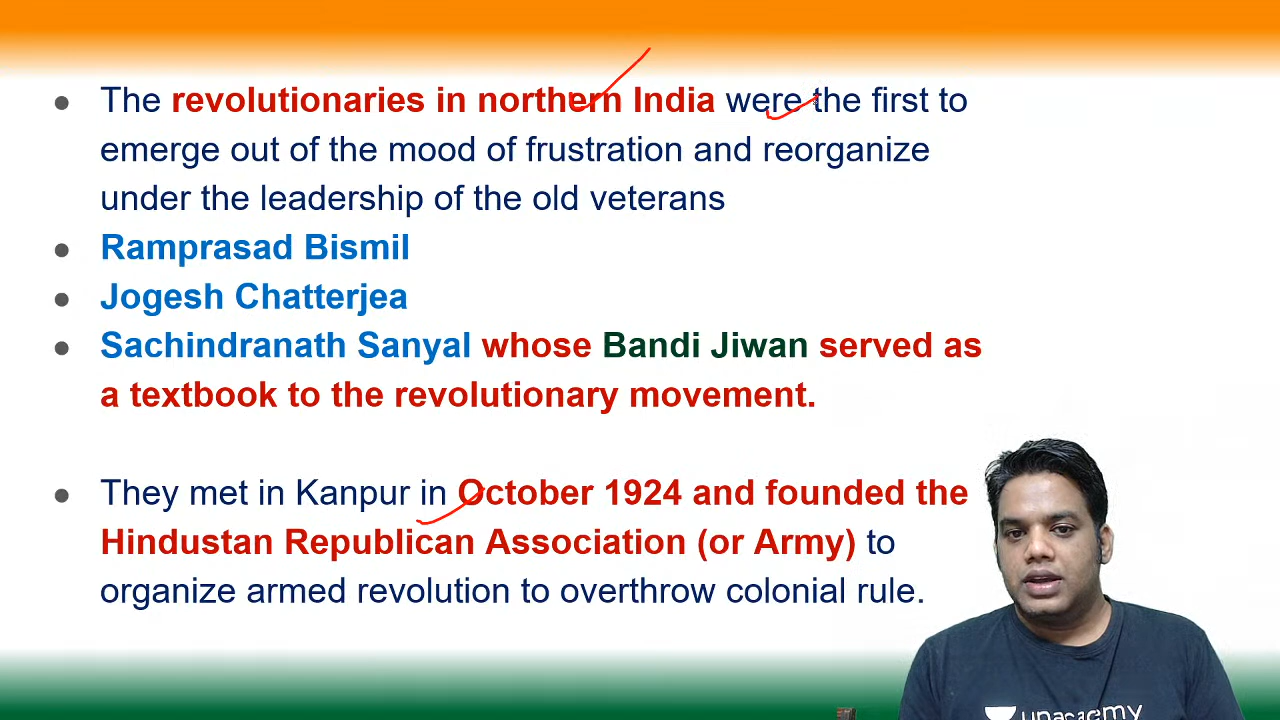 ● The revolutionaries in northern India were the first to
emerge out of the mood of frustration and reorganize
under the leadership of the old veterans
● Ramprasad Bismil
● Jogesh Chatterjea
● Sachindranath Sanyal whose Bandi Jiwan served as
a textbook to the revolutionary movement.
● They met in Kanpur in October 1924 and founded the
Hindustan Republican Association (or Army) to
organize armed revolution to overthrow colonial rule.
unacademy